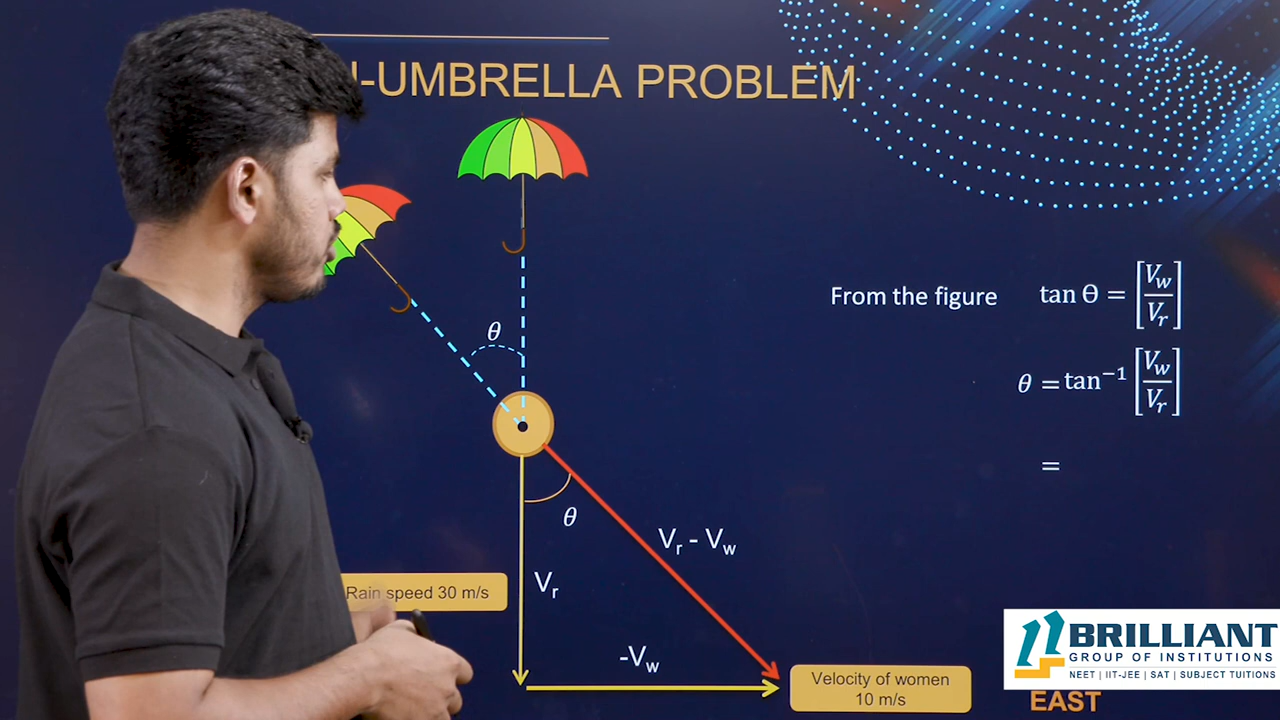 -UMBRELLA PROBLEM
θ
From the figure tan θ = [V_w/V_r]
θ = tan⁻¹ [V_w/V_r]
=
θ
V_r - V_w
Rain speed 30 m/s
V_r
-V_w
Velocity of women
10 m/s
BRILLIANT
GROUP OF INSTITUTIONS
NEET | IIT-JEE | SAT | SUBJECT TUITIONS
EAST